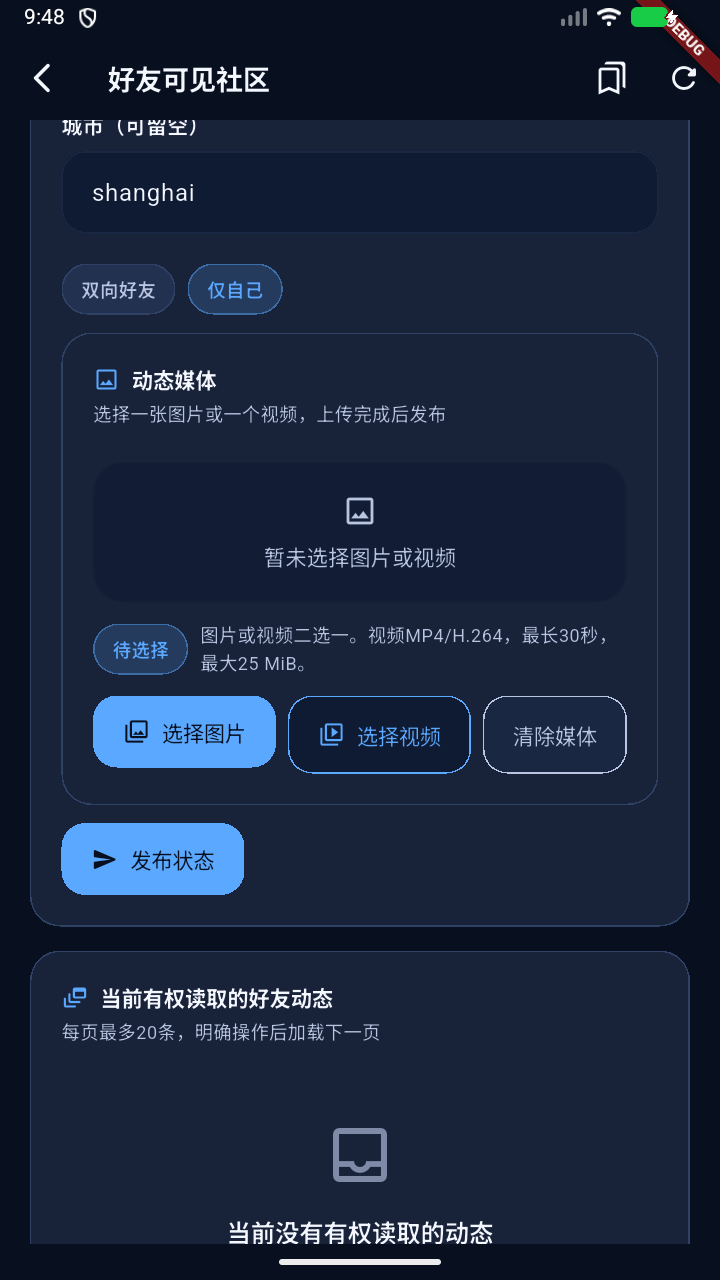 9:48
DEBUG
好友可见社区
城市（可留空）
shanghai
双向好友 仅自己
动态媒体
选择一张图片或一个视频，上传完成后发布
暂未选择图片或视频
待选择
图片或视频二选一。视频MP4/H.264，最长30秒，
最大25 MiB。
选择图片 选择视频 清除媒体
发布状态
当前有权读取的好友动态
每页最多20条，明确操作后加载下一页
当前没有有权读取的动态